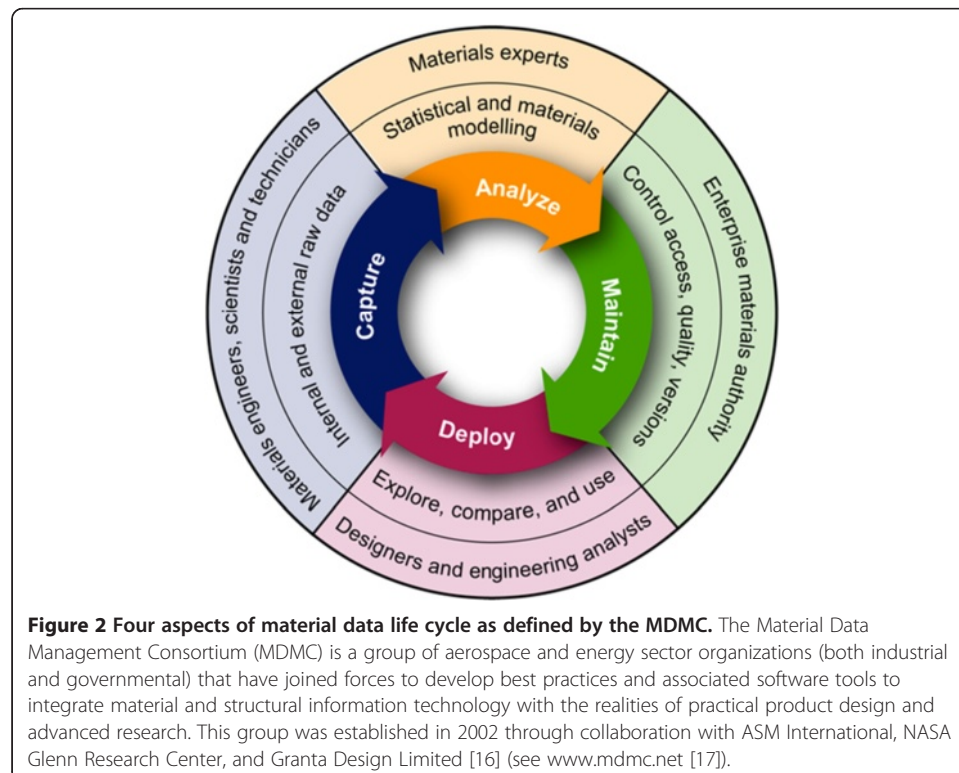 Materials experts
Statistical and materials
modelling
Analyze
Enterprise materials authority
Control access, quality, versions
Maintain
Deploy
Explore, compare, and use
Designers and engineering analysts
Capture
Internal and external raw data
Materials engineers, scientists and technicians
Figure 2 Four aspects of material data life cycle as defined by the MDMC. The Material Data
Management Consortium (MDMC) is a group of aerospace and energy sector organizations (both industrial
and governmental) that have joined forces to develop best practices and associated software tools to
integrate material and structural information technology with the realities of practical product design and
advanced research. This group was established in 2002 through collaboration with ASM International, NASA
Glenn Research Center, and Granta Design Limited [16] (see www.mdmc.net [17]).